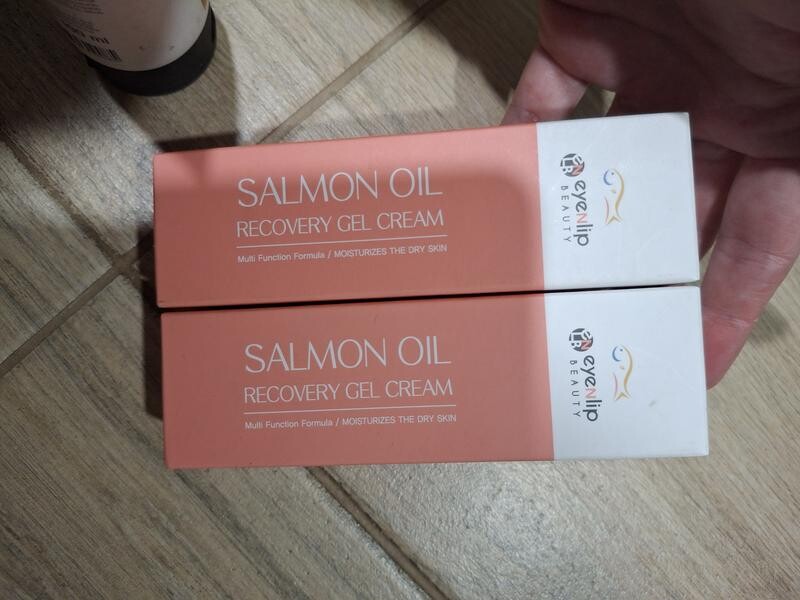 SALMON OIL
RECOVERY GEL CREAM
Multi Function Formula / MOISTURIZES THE DRY SKIN
eyeNlip
BEAUTY
SALMON OIL
RECOVERY GEL CREAM
Multi Function Formula / MOISTURIZES THE DRY SKIN
eyeNlip
BEAUTY
ml